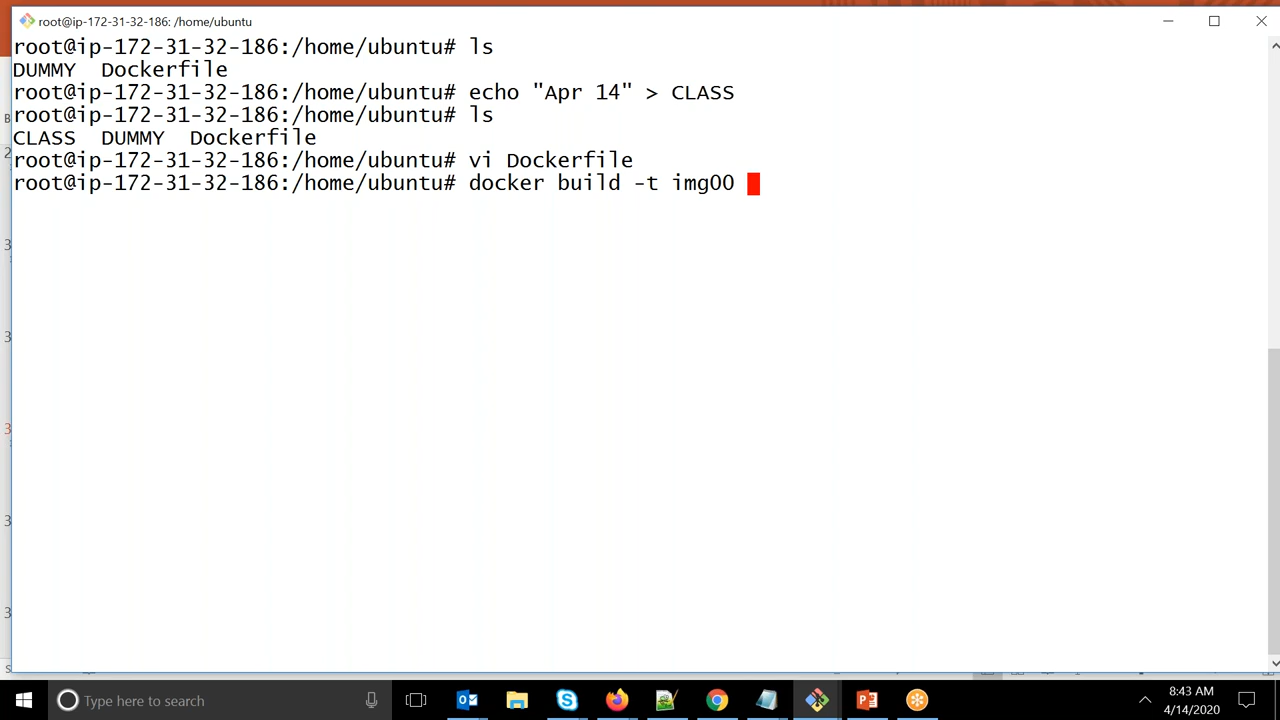 root@ip-172-31-32-186: /home/ubuntu
root@ip-172-31-32-186:/home/ubuntu# ls
DUMMY  Dockerfile
root@ip-172-31-32-186:/home/ubuntu# echo "Apr 14" > CLASS
root@ip-172-31-32-186:/home/ubuntu# ls
CLASS  DUMMY  Dockerfile
root@ip-172-31-32-186:/home/ubuntu# vi Dockerfile
root@ip-172-31-32-186:/home/ubuntu# docker build -t img00
Type here to search
8:43 AM
4/14/2020